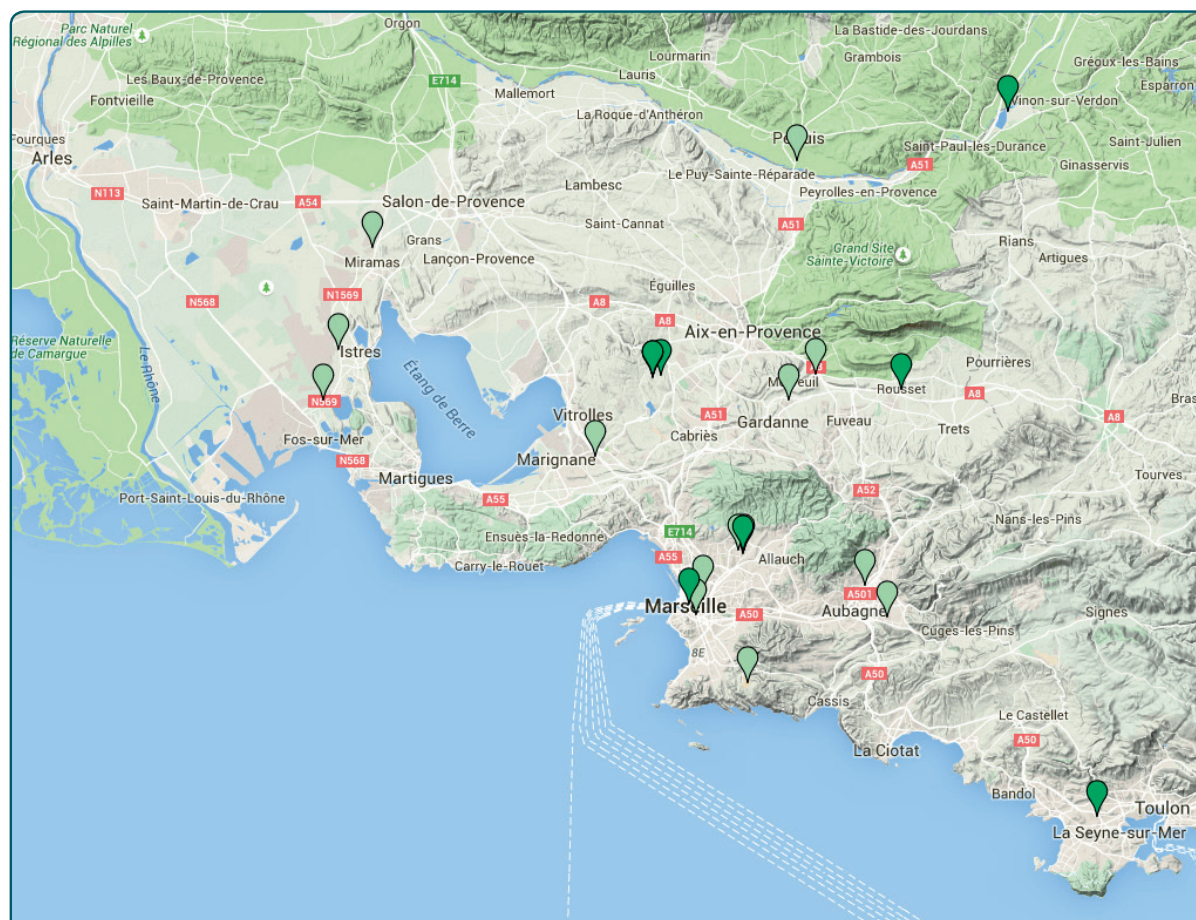 Parc Naturel
Régional des Alpilles
Orgon
La Bastide-des-Jourdans
Lourmarin
Grambois
Gréoux-les-Bains
Les Baux-de-Provence
E714
Lauris
Esparron
Fontvieille
Mallemort
Vinon-sur-Verdon
La Roque-d'Anthéron
Fourques
Arles
Saint-Paul-lès-Durance
Saint-Julien
A51
Ginasservis
Le Puy-Sainte-Réparade
N113
Lambesc
Peyrolles-en-Provence
Saint-Martin-de-Crau
A54
Salon-de-Provence
Saint-Cannat
A51
Grans
Rians
Miramas
Lançon-Provence
Grand Site
Sainte-Victoire
Artigues
Éguilles
N568
N1569
A8
A8
Aix-en-Provence
Réserve Naturelle
de Camargue
Le Rhône
Istres
Étang de Berre
Pourrières
Rousset
A8
N569
Vitrolles
A51
Gardanne
Fuveau
Trets
A8
Fos-sur-Mer
Cabriès
N568
Marignane
Martigues
Tourves
A52
Port-Saint-Louis-du-Rhône
A55
Nans-les-Pins
Ensuès-la-Redonne
E714
Carry-le-Rouet
A55
Allauch
A501
Marseille
A50
Aubagne
Signes
Cuges-les-Pins
8E
A50
Cassis
Le Castellet
A50
La Ciotat
Bandol
Toulon
La Seyne-sur-Mer